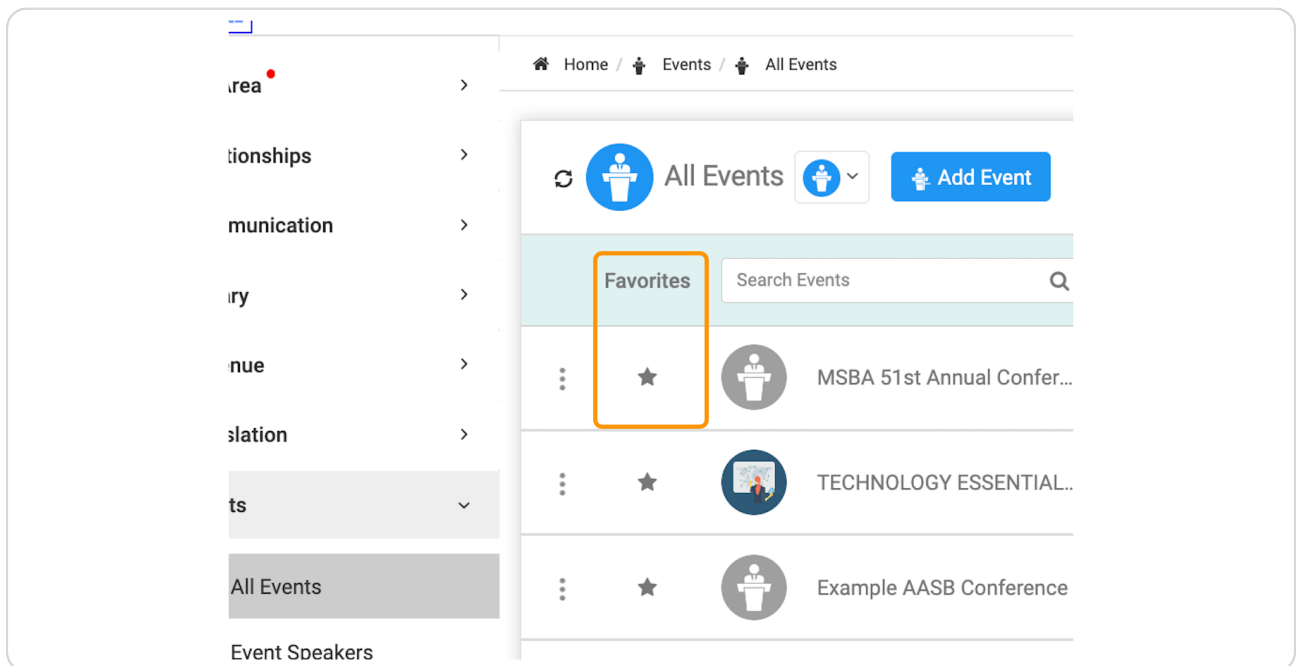 Home / Events / All Events
Area
tionships
munication
ry
nue
slation
ts
All Events
Event Speakers
All Events
Add Event
Favorites
Search Events
MSBA 51st Annual Confer...
TECHNOLOGY ESSENTIAL...
Example AASB Conference